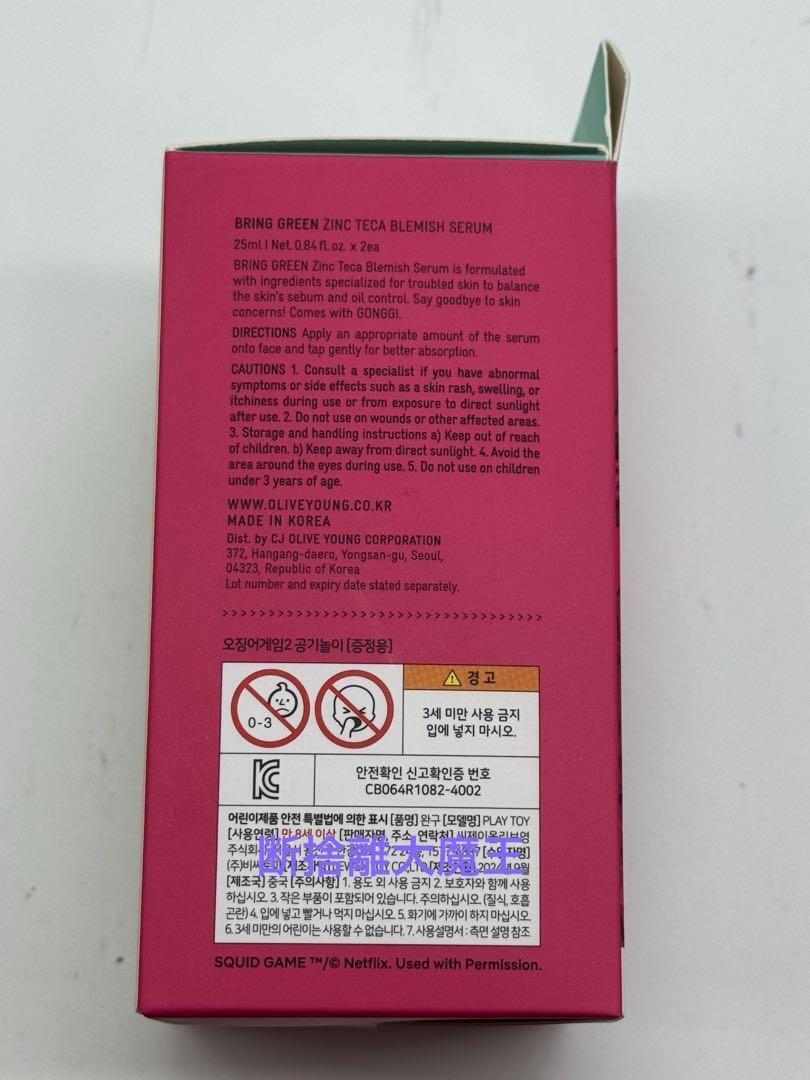 BRING GREEN ZINC TECA BLEMISH SERUM
25ml I Net. 0.84 fl. oz. x 2ea
BRING GREEN Zinc Teca Blemish Serum is formulated
with ingredients specialized for troubled skin to balance
the skin's sebum and oil control. Say goodbye to skin
concerns! Comes with GONGGI.
DIRECTIONS Apply an appropriate amount of the serum
onto face and tap gently for better absorption.
CAUTIONS 1. Consult a specialist if you have abnormal
symptoms or side effects such as a skin rash, swelling, or
itchiness during use or from exposure to direct sunlight
after use. 2. Do not use on wounds or other affected areas.
3. Storage and handling instructions a) Keep out of reach
of children. b) Keep away from direct sunlight. 4. Avoid the
area around the eyes during use. 5. Do not use on children
under 3 years of age.
WWW.OLIVEYOUNG.CO.KR
MADE IN KOREA
Dist. by CJ OLIVE YOUNG CORPORATION
372, Hangang-daero, Yongsan-gu, Seoul,
04323, Republic of Korea
Lot number and expiry date stated separately.
오징어게임2 공기놀이 [증정용]
0-3
경고
3세 미만 사용 금지
입에 넣지 마시오.
안전확인 신고확인증 번호
CB064R1082-4002
어린이제품 안전 특별법에 의한 표시 [품명] 완구 [모델명] PLAY TOY
[사용연령] 만 8세 이상 [판매자명, 주소, 연락처] 씨제이올리브영
주식회사
断捨離大魔王
[제조국] 중국 [주의사항] 1. 용도 외 사용 금지 2. 보호자와 함께 사용
하십시오. 3. 작은 부품이 포함되어 있습니다. 주의하십시오. (질식, 호흡
곤란) 4. 입에 넣고 빨거나 먹지 마십시오. 5. 화기에 가까이 하지 마십시오.
6. 3세 미만의 어린이는 사용할 수 없습니다. 7. 사용설명서 : 측면 설명 참조
SQUID GAME ™/© Netflix. Used with Permission.